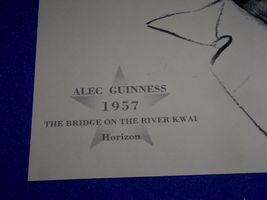 ALEC GUINNESS
1957
THE BRIDGE ON THE RIVER KWAI
Horizon